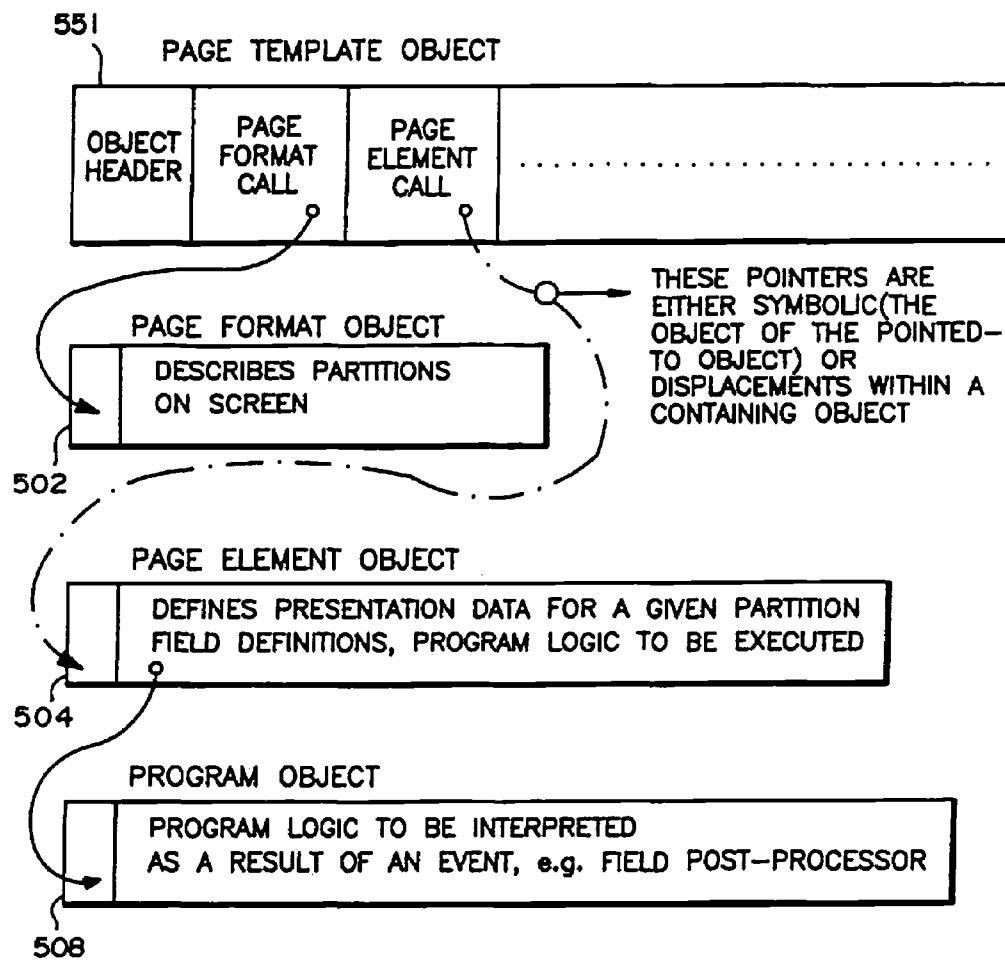 551
PAGE TEMPLATE OBJECT
OBJECT
HEADER
PAGE
FORMAT
CALL
PAGE
ELEMENT
CALL
....................
THESE POINTERS ARE
EITHER SYMBOLIC(THE
OBJECT OF THE POINTED-
TO OBJECT) OR
DISPLACEMENTS WITHIN A
CONTAINING OBJECT
PAGE FORMAT OBJECT
DESCRIBES PARTITIONS
ON SCREEN
502
PAGE ELEMENT OBJECT
DEFINES PRESENTATION DATA FOR A GIVEN PARTITION
FIELD DEFINITIONS, PROGRAM LOGIC TO BE EXECUTED
504
PROGRAM OBJECT
PROGRAM LOGIC TO BE INTERPRETED
AS A RESULT OF AN EVENT, e.g. FIELD POST-PROCESSOR
508